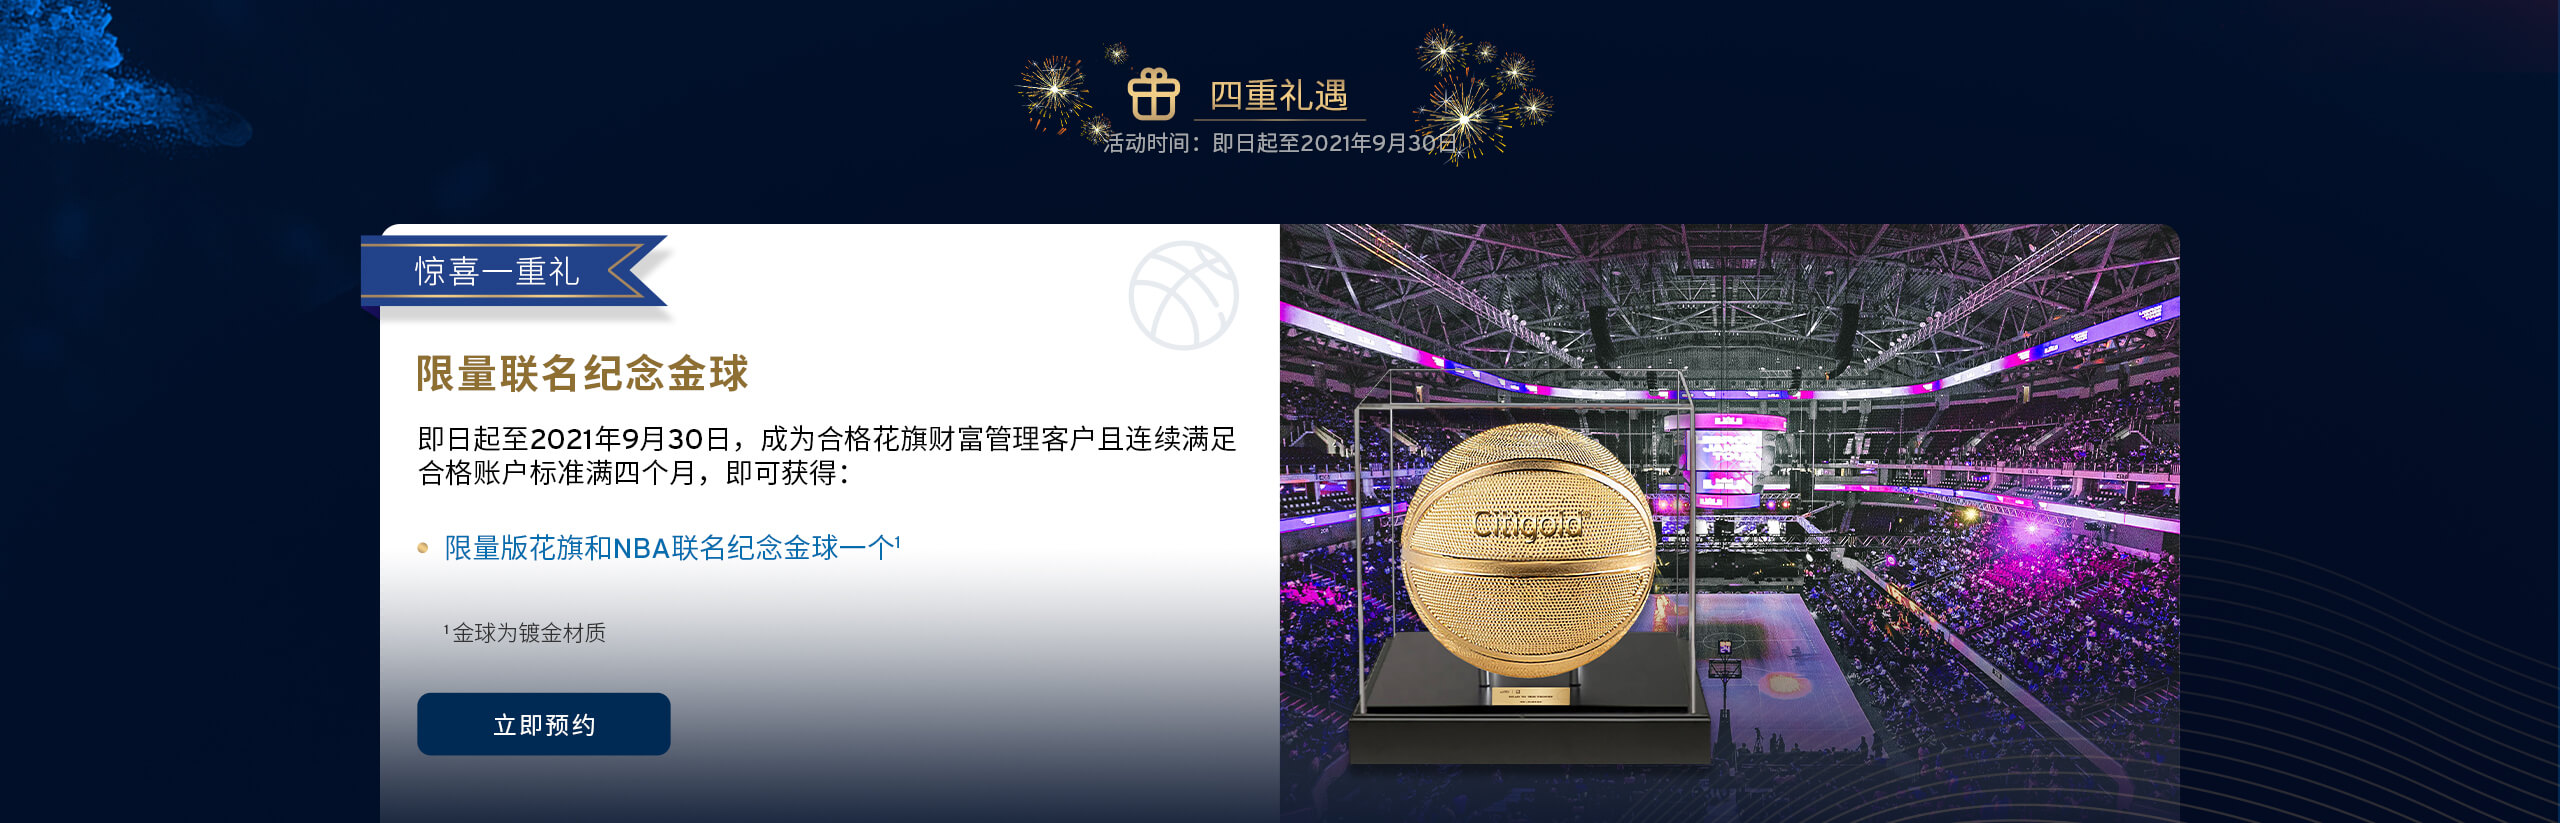 四重礼遇
活动时间：即日起至2021年9月30日
惊喜一重礼
限量联名纪念金球
即日起至2021年9月30日，成为合格花旗财富管理客户且连续满足
合格账户标准满四个月，即可获得：
限量版花旗和NBA联名纪念金球一个¹
¹金球为镀金材质
立即预约
Citigold®